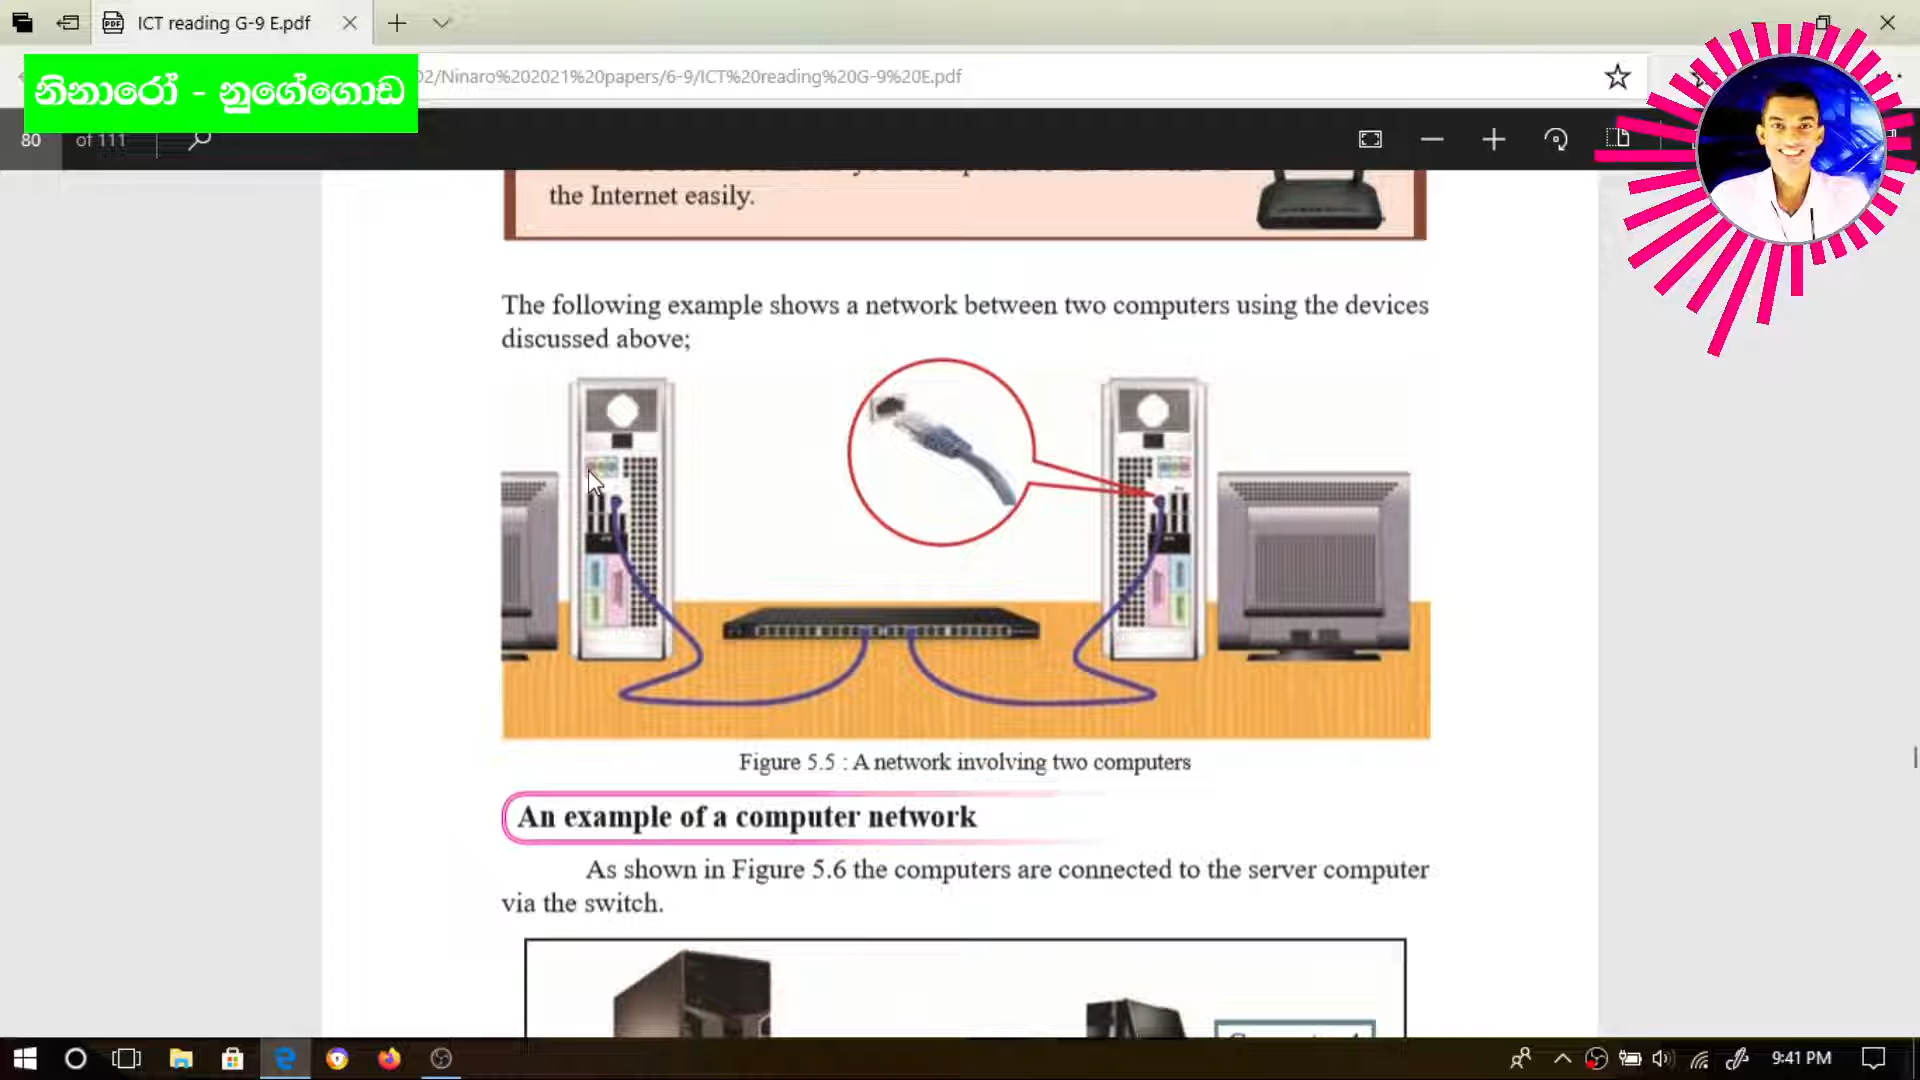 ICT reading G-9 E.pdf
නිනාරෝ - නුගේගොඩ
02/Ninaro%202021%20papers/6-9/ICT%20reading%20G-9%20E.pdf
80 of 111
the Internet easily.
The following example shows a network between two computers using the devices
discussed above;
Figure 5.5 : A network involving two computers
An example of a computer network
As shown in Figure 5.6 the computers are connected to the server computer
via the switch.
9:41 PM